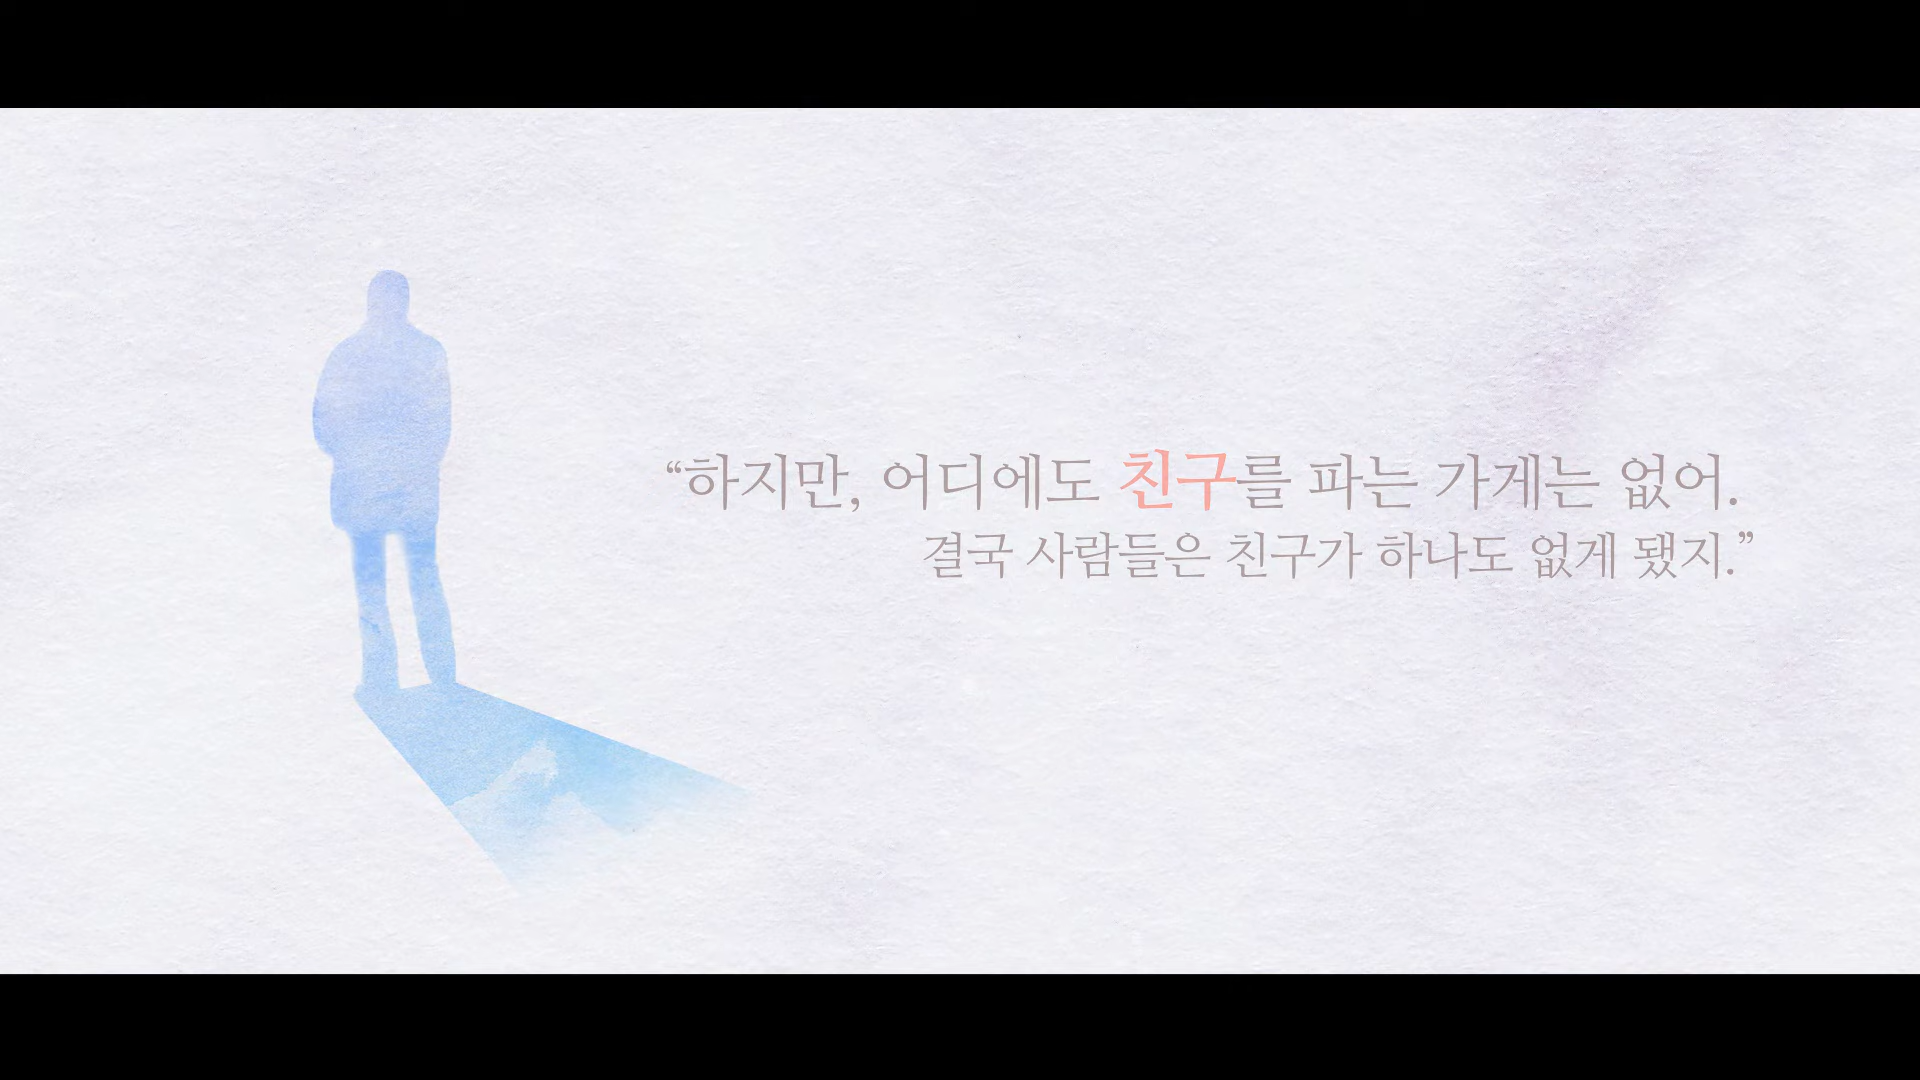 “하지만, 어디에도 친구를 파는 가게는 없어.
결국 사람들은 친구가 하나도 없게 됐지.”